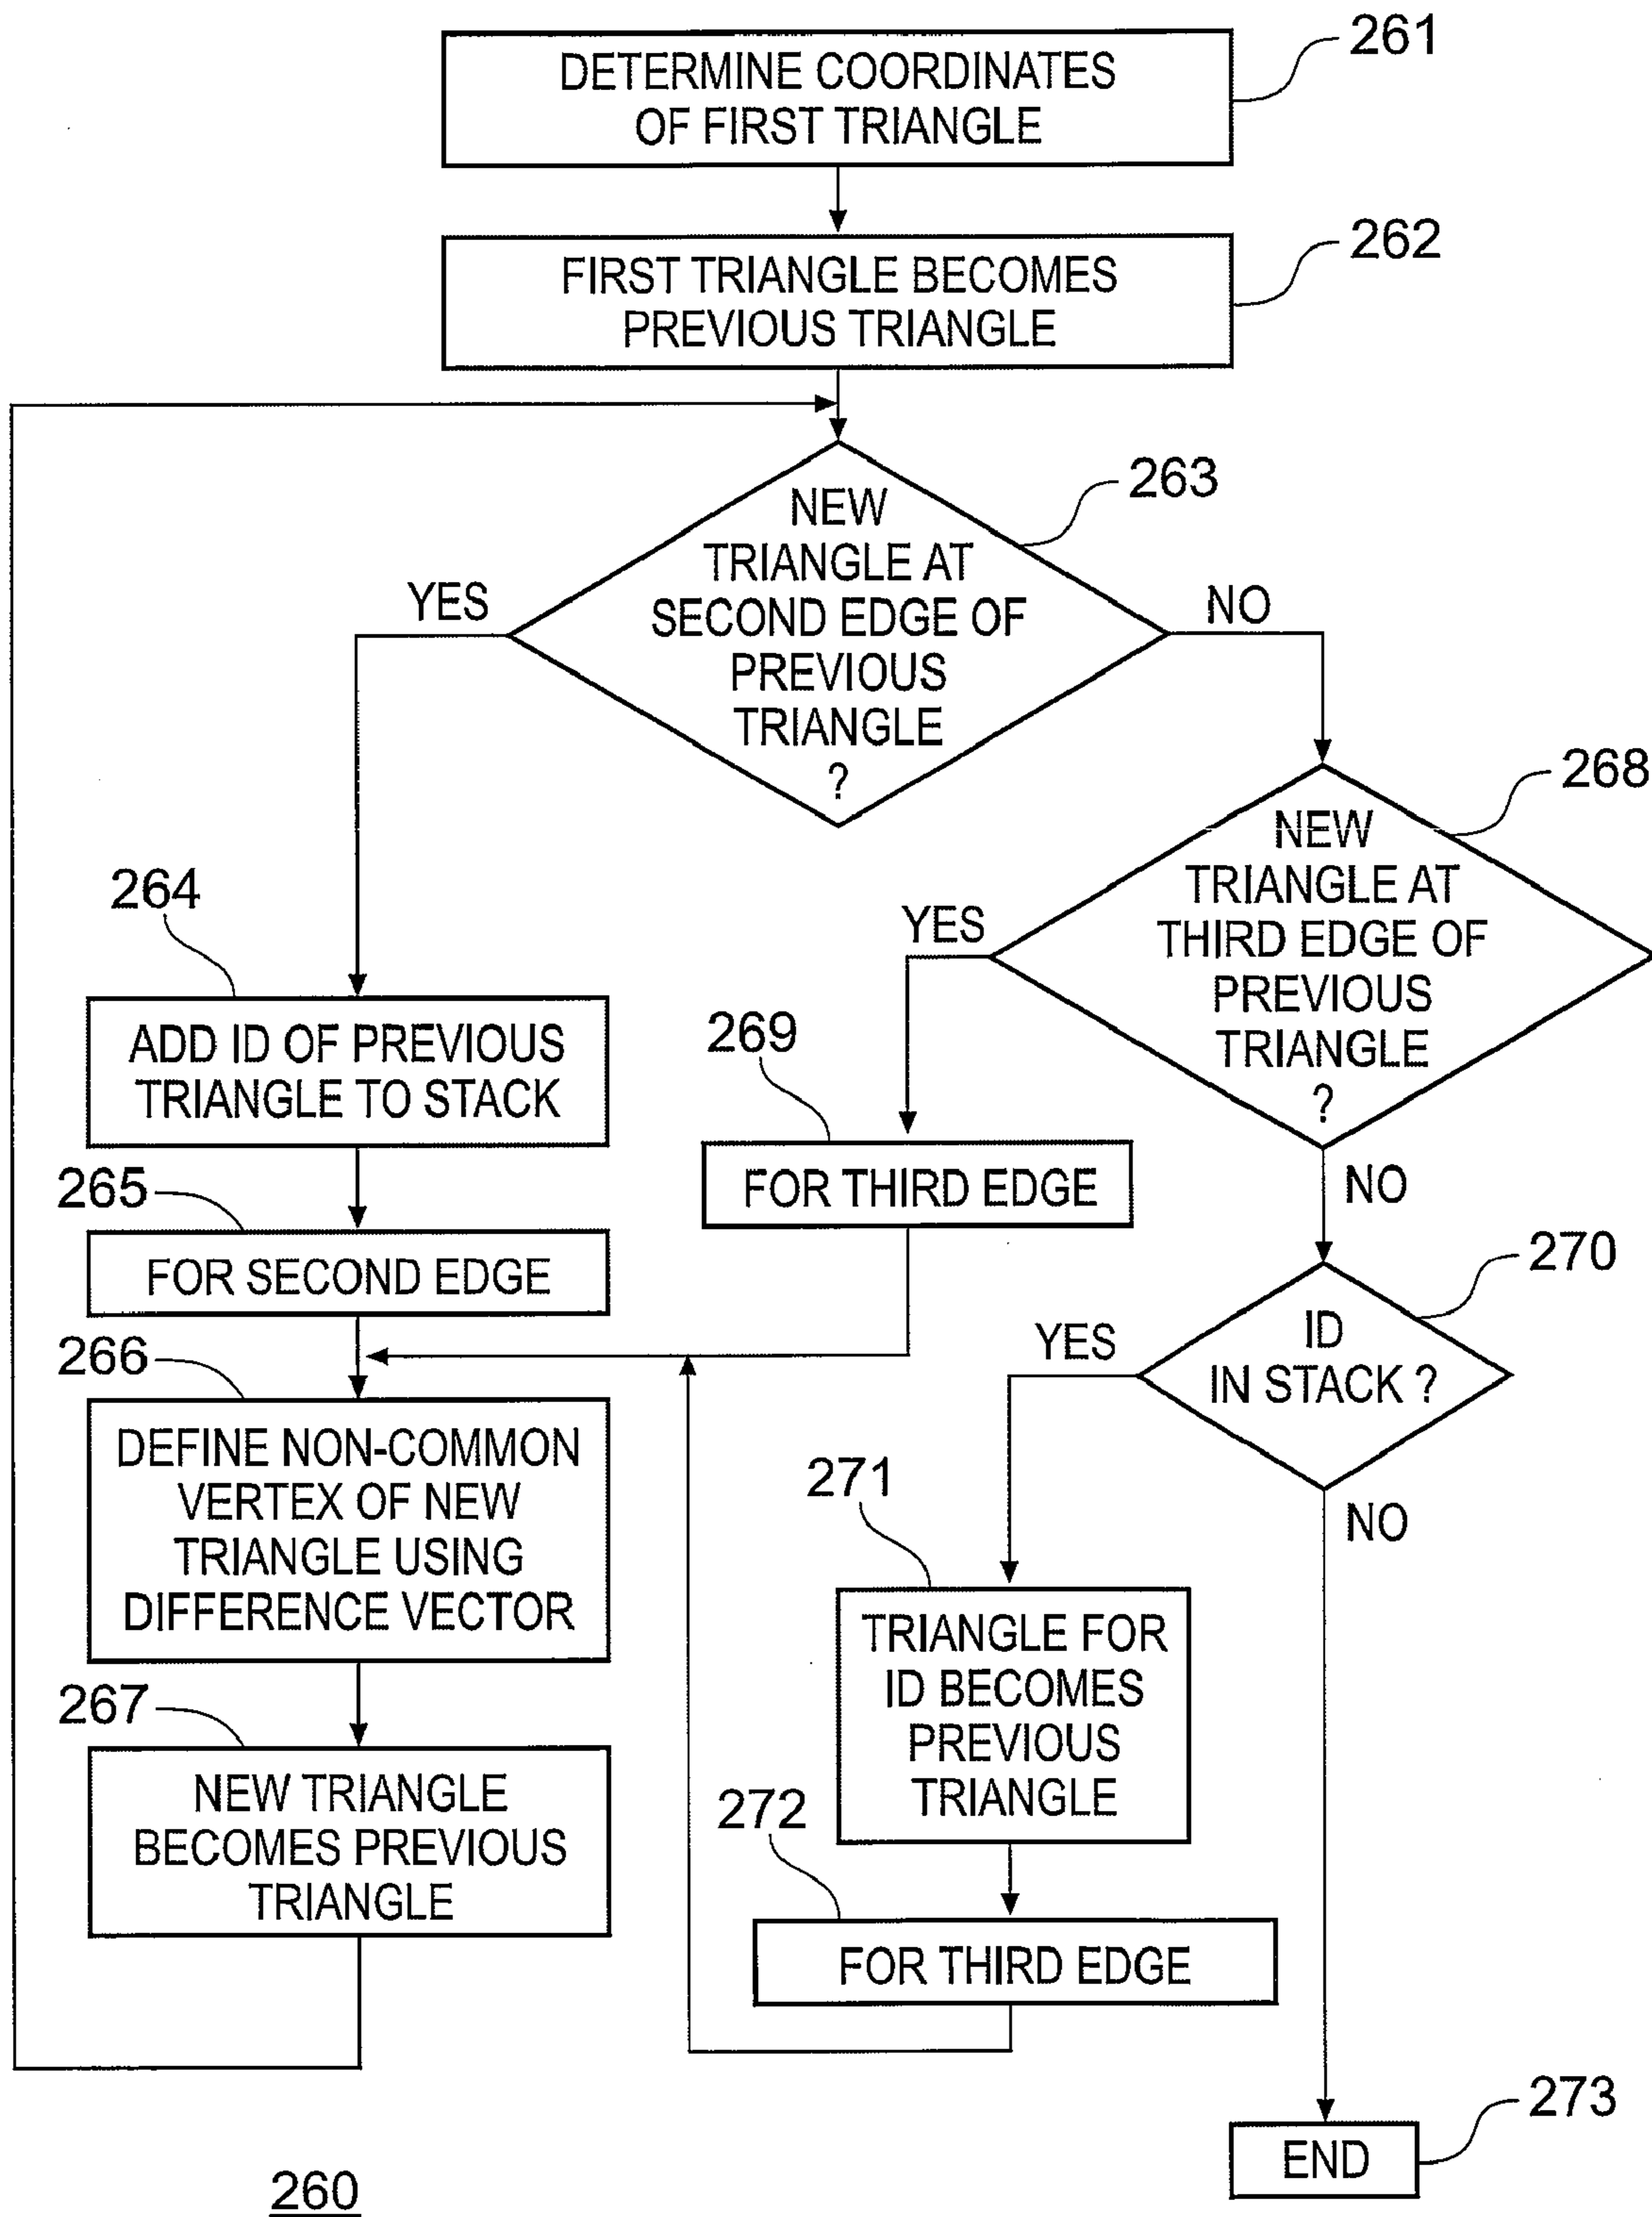 261
DETERMINE COORDINATES
OF FIRST TRIANGLE
262
FIRST TRIANGLE BECOMES
PREVIOUS TRIANGLE
263
NEW
TRIANGLE AT
SECOND EDGE OF
PREVIOUS
TRIANGLE
?
YES
NO
268
NEW
TRIANGLE AT
THIRD EDGE OF
PREVIOUS
TRIANGLE
?
YES
NO
264
ADD ID OF PREVIOUS
TRIANGLE TO STACK
269
FOR THIRD EDGE
265
FOR SECOND EDGE
270
ID
IN STACK ?
YES
NO
266
DEFINE NON-COMMON
VERTEX OF NEW
TRIANGLE USING
DIFFERENCE VECTOR
271
TRIANGLE FOR
ID BECOMES
PREVIOUS
TRIANGLE
267
NEW TRIANGLE
BECOMES PREVIOUS
TRIANGLE
272
FOR THIRD EDGE
273
END
260